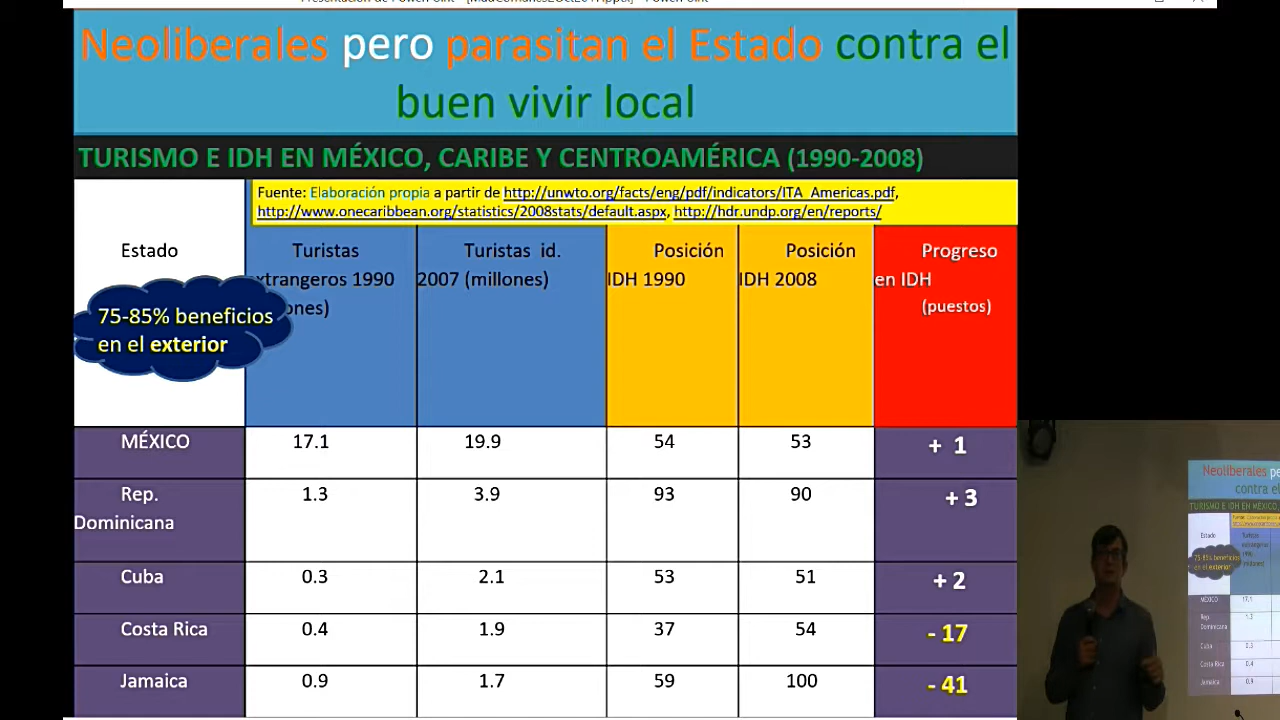 Neoliberales pero parasitan el Estado contra el
buen vivir local
TURISMO E IDH EN MÉXICO, CARIBE Y CENTROAMÉRICA (1990-2008)
Fuente: Elaboración propia a partir de http://unwto.org/facts/eng/pdf/indicators/ITA_Americas.pdf,
http://www.onecaribbean.org/statistics/2008stats/default.aspx, http://hdr.undp.org/en/reports/
Estado
75-85% beneficios
en el exterior
Turistas
extrangeros 1990
Turistas id.
2007 (millones)
Posición
IDH 1990
Posición
IDH 2008
Progreso
en IDH
(puestos)
MÉXICO 17.1 19.9 54 53 + 1
Rep.
Dominicana 1.3 3.9 93 90 + 3
Cuba 0.3 2.1 53 51 + 2
Costa Rica 0.4 1.9 37 54 - 17
Jamaica 0.9 1.7 59 100 - 41